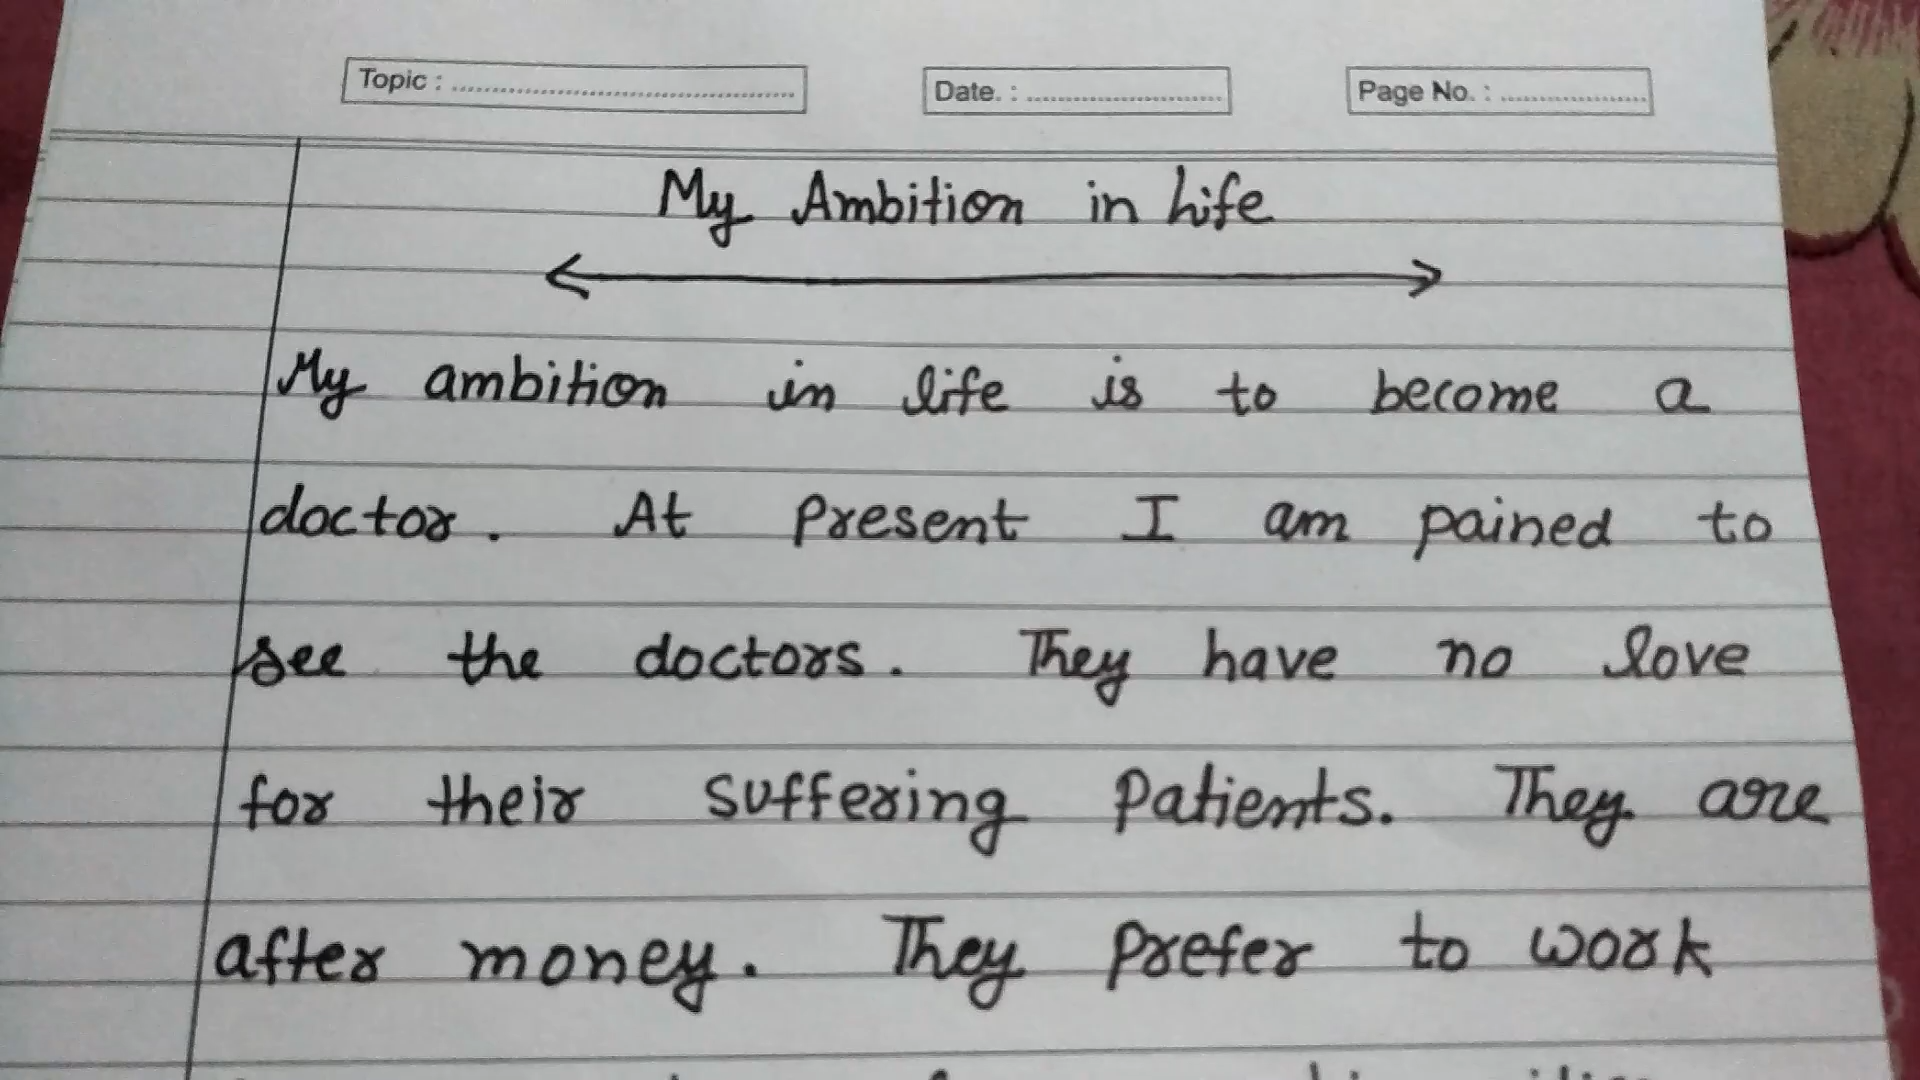 Topic : ........................ Date. : ........................ Page No. : ........................
My Ambition in Life
My ambition in life is to become a
doctor. At present I am pained to
see the doctors. They have no love
for their suffering patients. They are
after money. They prefer to work